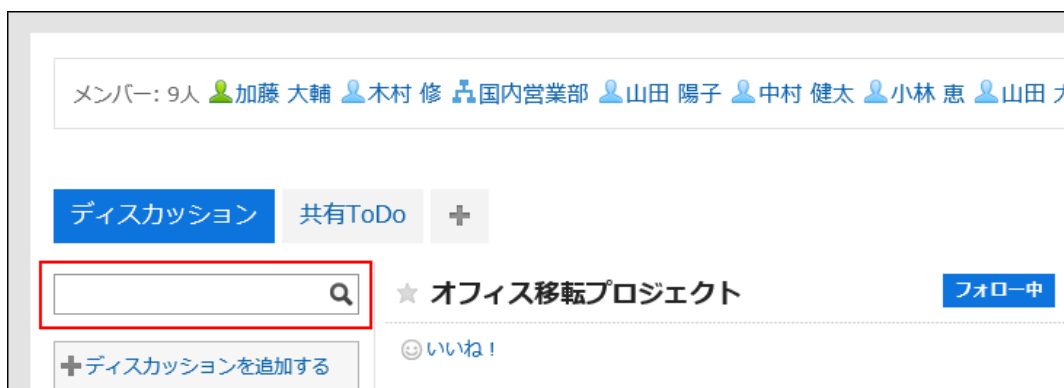 メンバー: 9人 加藤 大輔 木村 修 国内営業部 山田 陽子 中村 健太 小林 恵 山田
ディスカッション 共有ToDo
オフィス移転プロジェクト フォロー中
ディスカッションを追加する いいね!